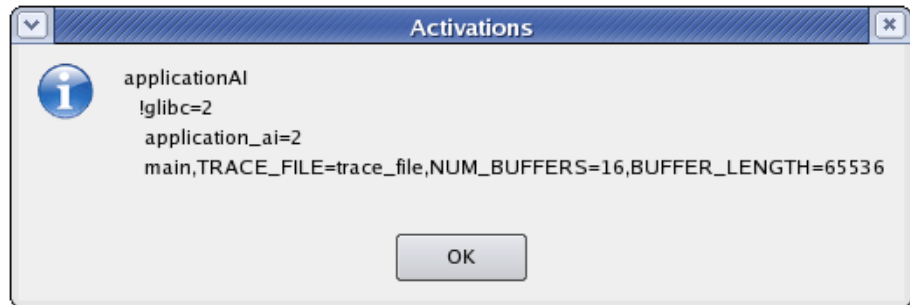 Activations
applicationAI
!glibc=2
application_ai=2
main,TRACE_FILE=trace_file,NUM_BUFFERS=16,BUFFER_LENGTH=65536
OK